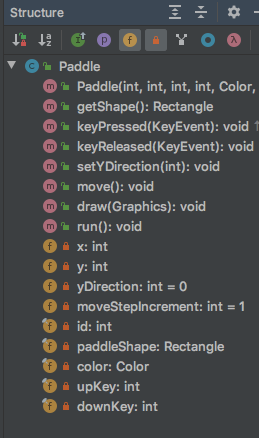 Structure
Paddle
Paddle(int, int, int, int, Color,
getShape(): Rectangle
keyPressed(KeyEvent): void ↑
keyReleased(KeyEvent): void
setYDirection(int): void
move(): void
draw(Graphics): void
run(): void
x: int
y: int
yDirection: int = 0
moveStepIncrement: int = 1
id: int
paddleShape: Rectangle
color: Color
upKey: int
downKey: int